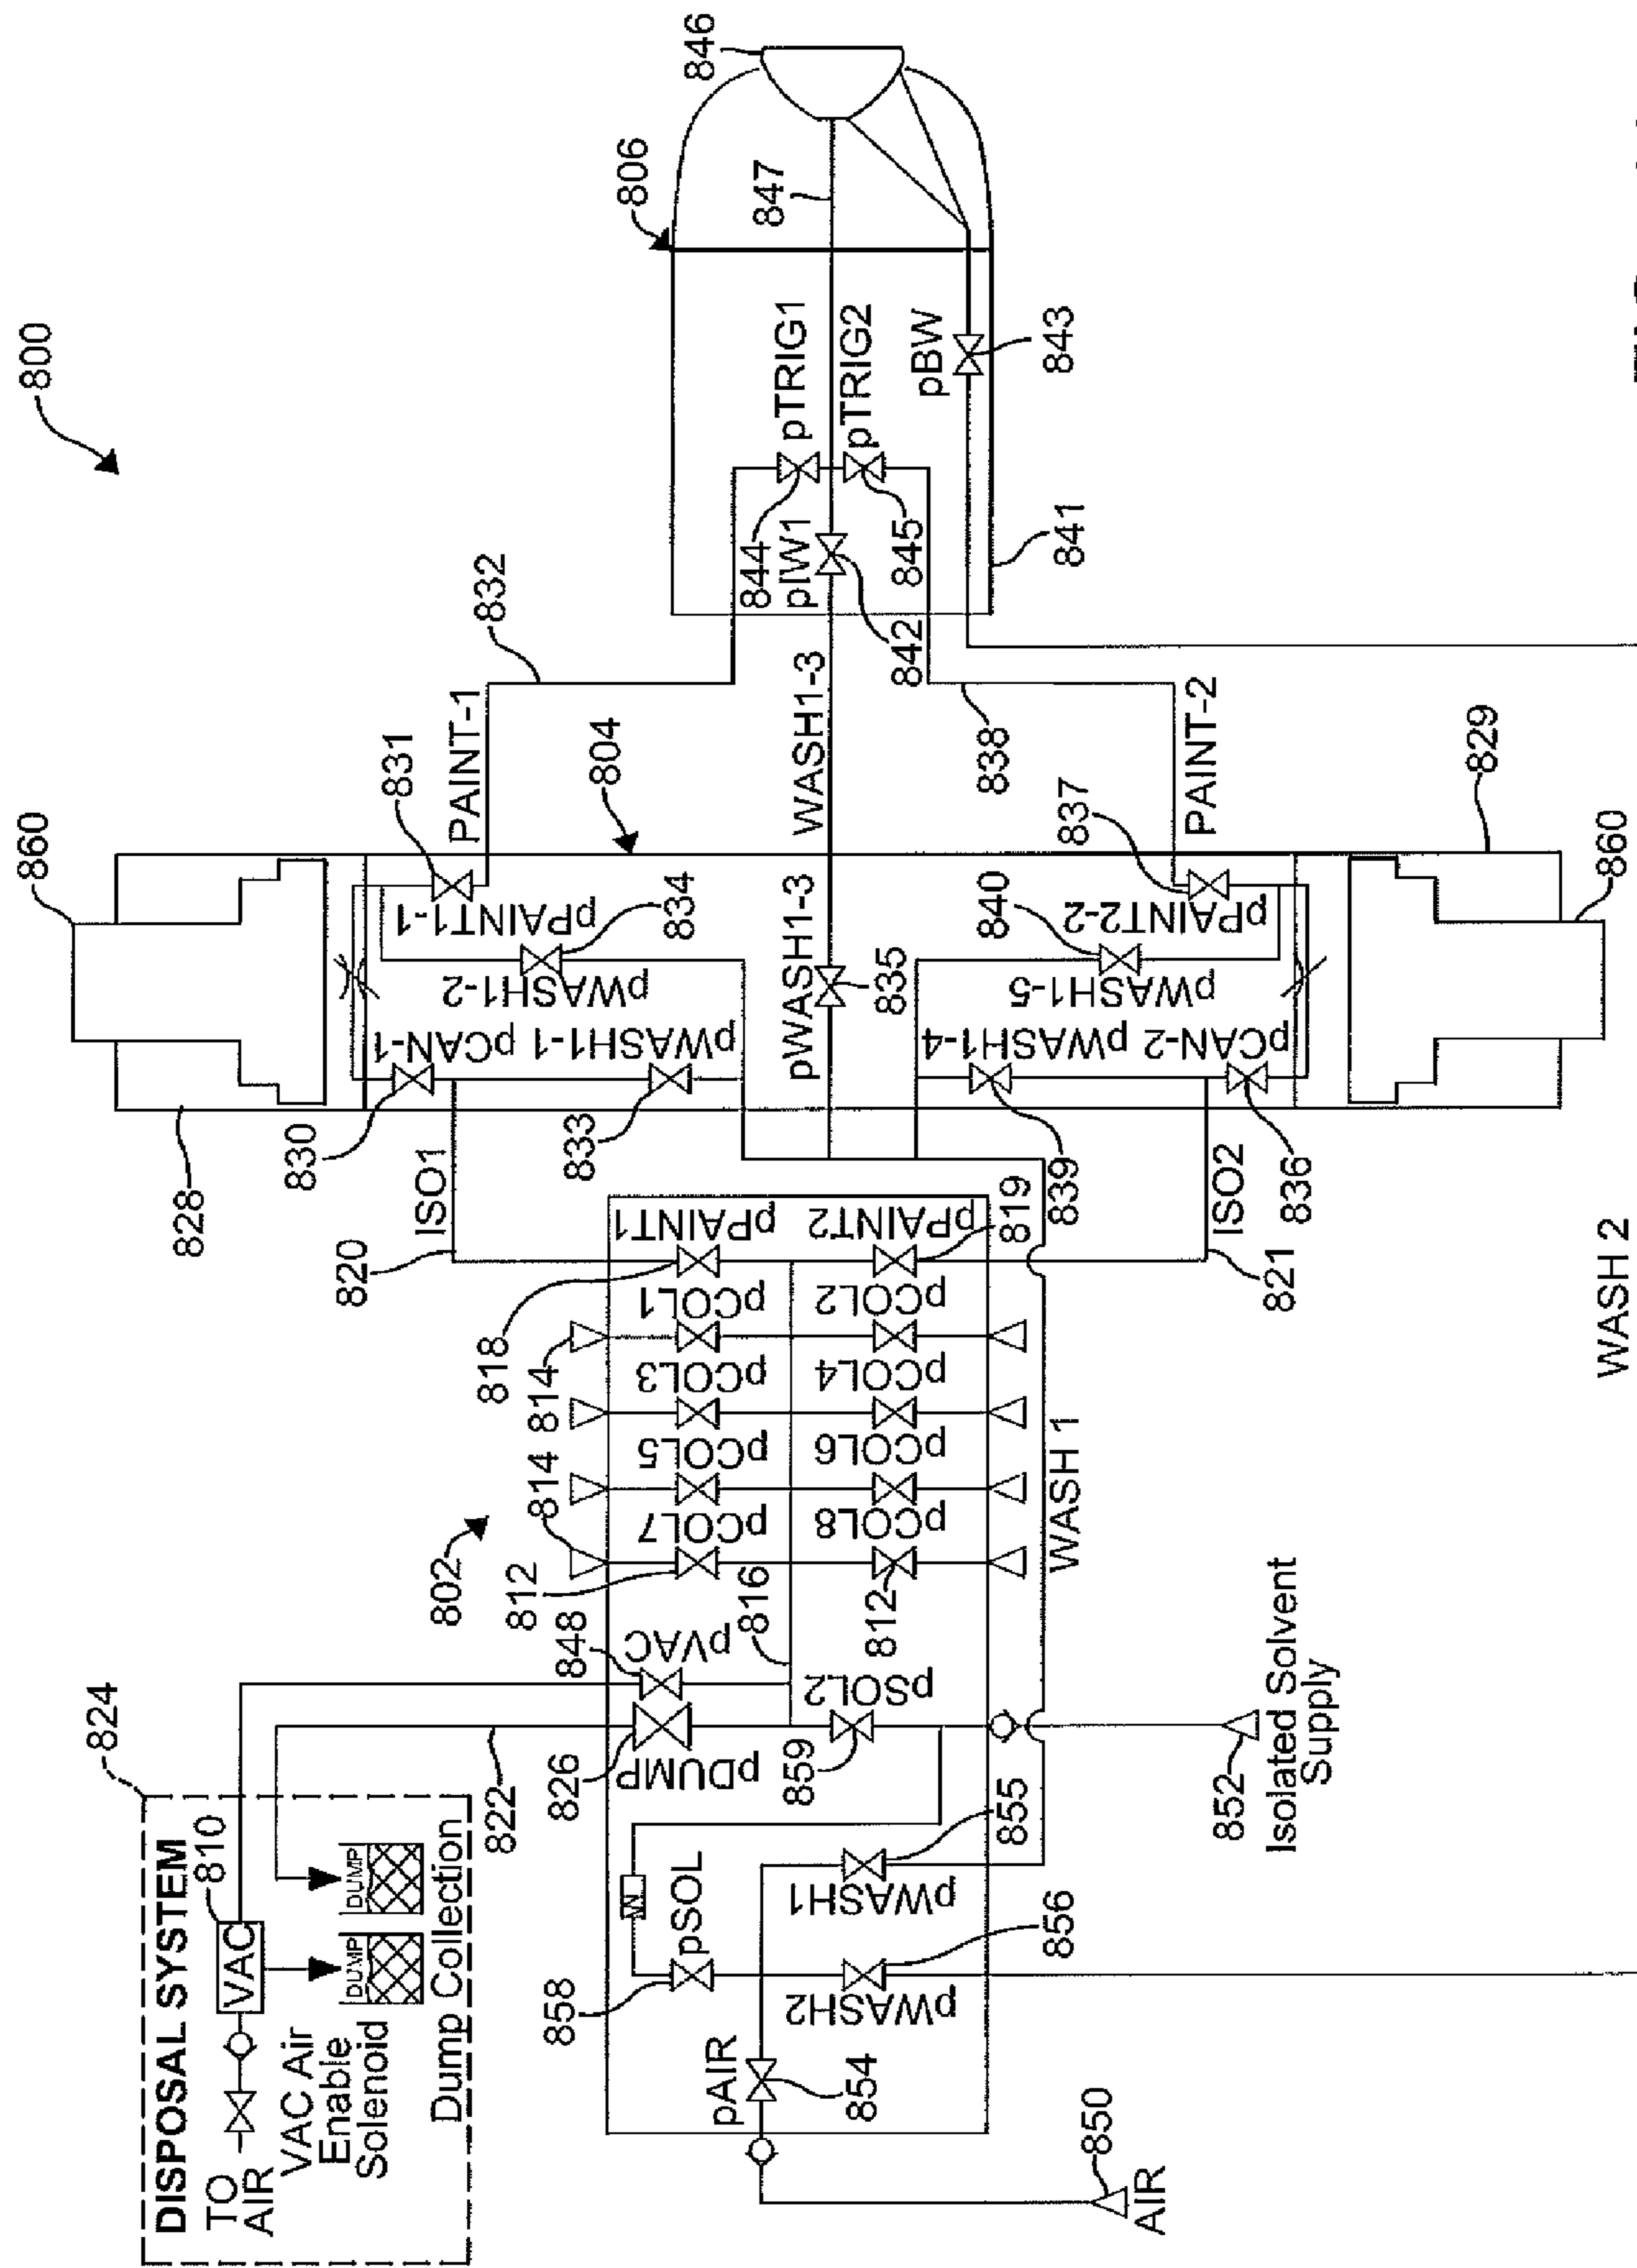 800
824
DISPOSAL SYSTEM
810
VAC
TO
AIR
VAC Air
Enable
Solenoid
DUMP
DUMP
Dump Collection
822
802
848
pVAC
826
pDUMP
816
pSOL2
859
858
pSOL
pWASH1
855
pWASH2
856
pAIR
854
850
AIR
852
Isolated Solvent
Supply
812
814
814
818
pCOL7
pCOL5
pCOL3
pCOL1
pPAINT1
812
pCOL8
pCOL6
pCOL4
pCOL2
pPAINT2
819
WASH 1
820
ISO1
821
ISO2
828
860
830
pCAN-1
833
pWASH1-1
pWASH1-2
834
pPAINT1-1
831
PAINT-1
832
804
pWASH1-3
835
WASH1-3
839
pWASH1-4
pCAN-2
836
pWASH1-5
840
pPAINT2-2
837
PAINT-2
838
829
860
806
846
847
844
pTRIG1
pTRIG2
845
pIW1
842
pBW
843
841
WASH 2